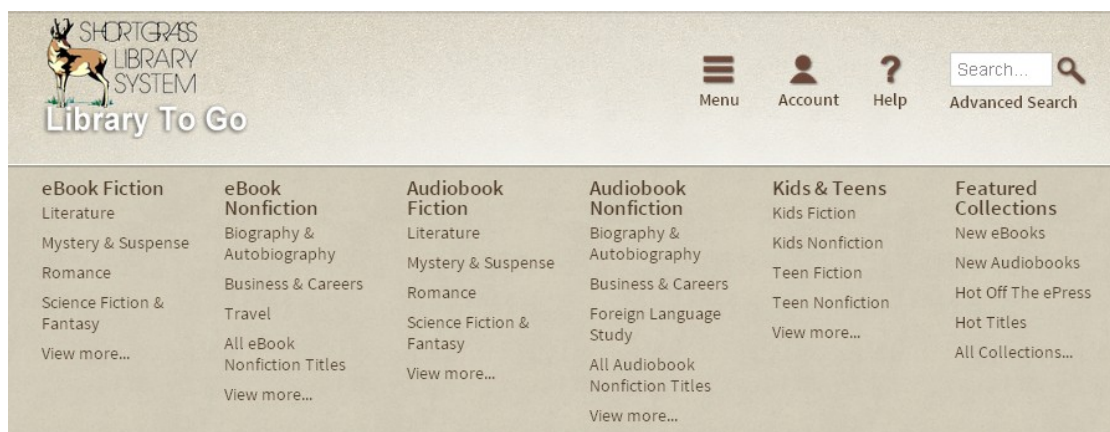 SHORTGRASS
LIBRARY
SYSTEM
Library To Go
Menu
Account
Help
Search...
Advanced Search
eBook Fiction
Literature
Mystery & Suspense
Romance
Science Fiction &
Fantasy
View more...
eBook
Nonfiction
Biography &
Autobiography
Business & Careers
Travel
All eBook
Nonfiction Titles
View more...
Audiobook
Fiction
Literature
Mystery & Suspense
Romance
Science Fiction &
Fantasy
View more...
Audiobook
Nonfiction
Biography &
Autobiography
Business & Careers
Foreign Language
Study
All Audiobook
Nonfiction Titles
View more...
Kids & Teens
Kids Fiction
Kids Nonfiction
Teen Fiction
Teen Nonfiction
View more...
Featured
Collections
New eBooks
New Audiobooks
Hot Off The ePress
Hot Titles
All Collections...